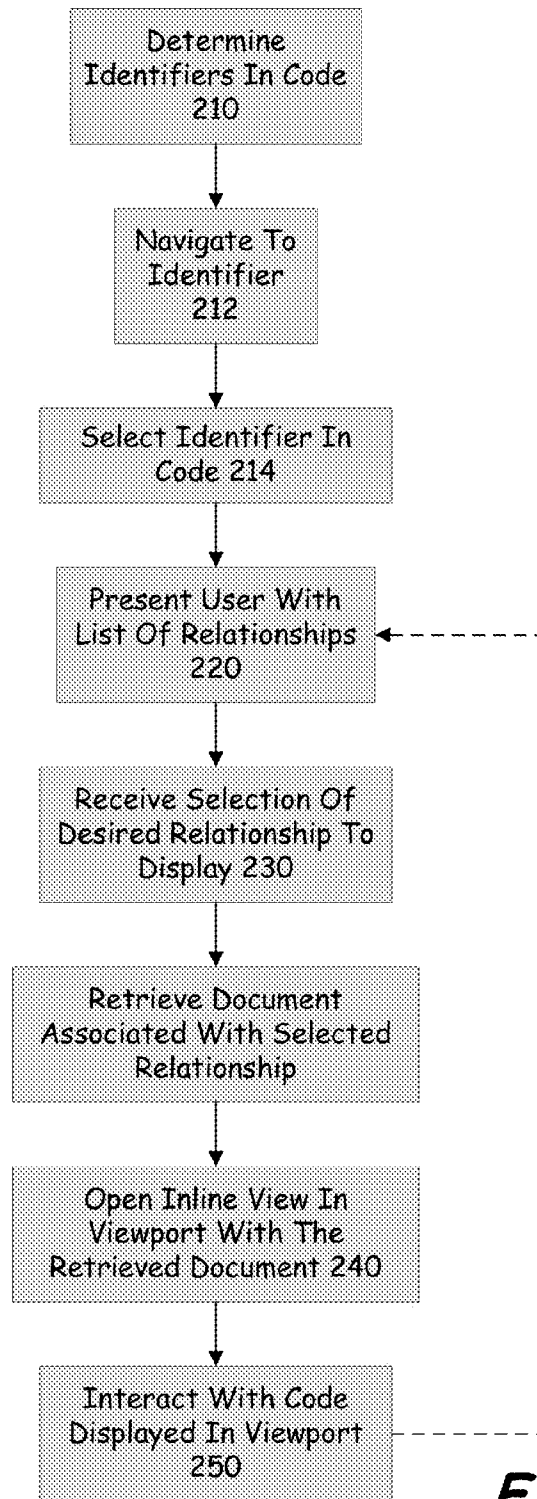 Determine
Identifiers In Code
210
Navigate To
Identifier
212
Select Identifier In
Code 214
Present User With
List Of Relationships
220
Receive Selection Of
Desired Relationship To
Display 230
Retrieve Document
Associated With Selected
Relationship
Open Inline View In
Viewport With The
Retrieved Document 240
Interact With Code
Displayed In Viewport
250